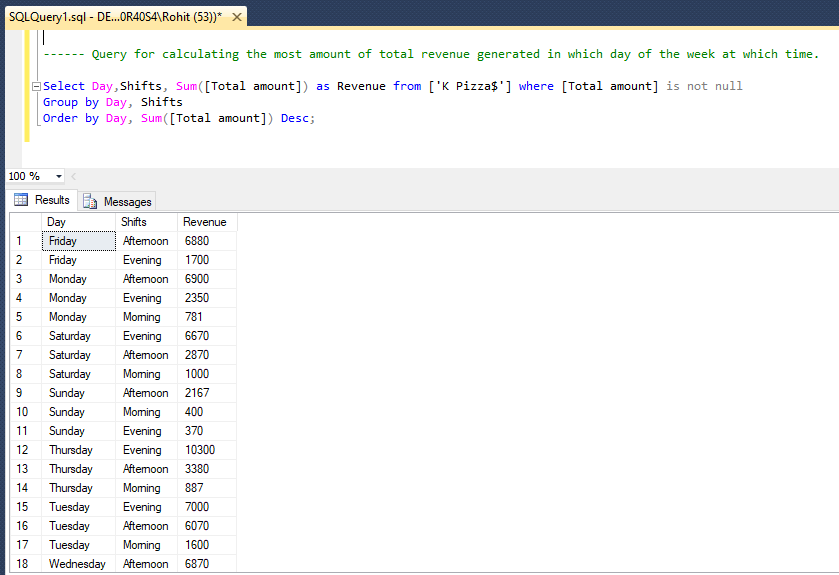 SQLQuery1.sql - DE...0R40S4\Rohit (53))* ×
------ Query for calculating the most amount of total revenue generated in which day of the week at which time.
Select Day,Shifts, Sum([Total amount]) as Revenue from ['K Pizza$'] where [Total amount] is not null
Group by Day, Shifts
Order by Day, Sum([Total amount]) Desc;
100 %
Results Messages
Day Shifts Revenue
1 Friday Afternoon 6880
2 Friday Evening 1700
3 Monday Afternoon 6900
4 Monday Evening 2350
5 Monday Morning 781
6 Saturday Evening 6670
7 Saturday Afternoon 2870
8 Saturday Morning 1000
9 Sunday Afternoon 2167
10 Sunday Morning 400
11 Sunday Evening 370
12 Thursday Evening 10300
13 Thursday Afternoon 3380
14 Thursday Morning 887
15 Tuesday Evening 7000
16 Tuesday Afternoon 6070
17 Tuesday Morning 1600
18 Wednesday Afternoon 6870